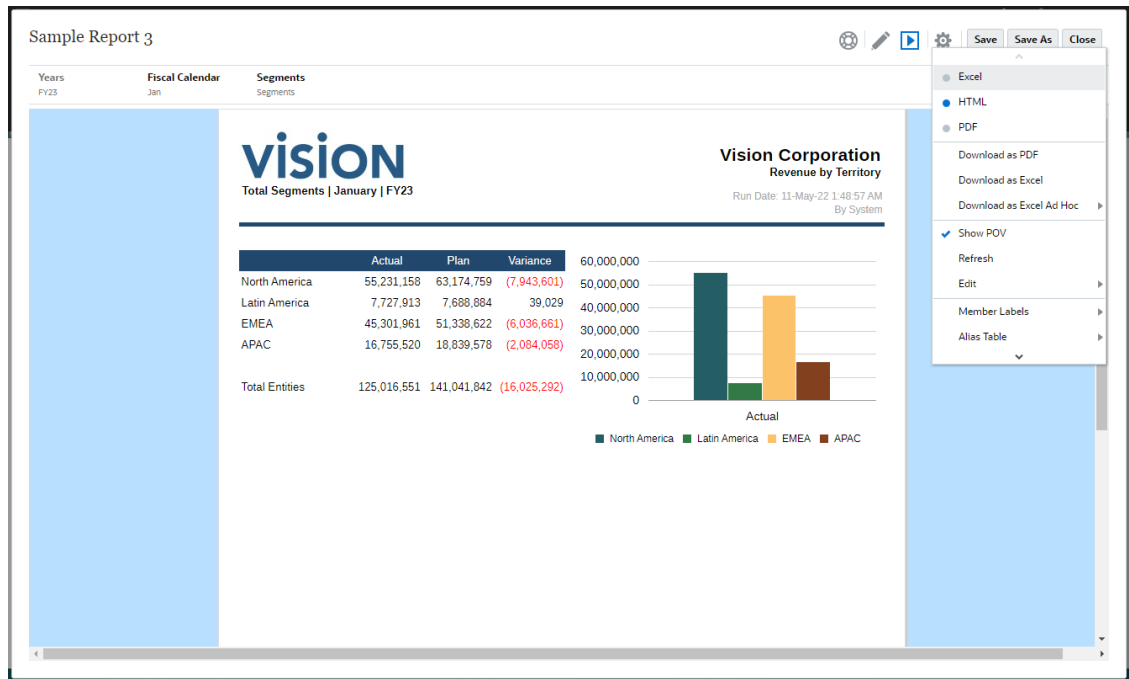 Sample Report 3
Save Save As Close
Years Fiscal Calendar Segments
FY23 Jan Segments
Excel
HTML
PDF
Download as PDF
Download as Excel
Download as Excel Ad Hoc
Show POV
Refresh
Edit
Member Labels
Alias Table
vision
Total Segments | January | FY23
Vision Corporation
Revenue by Territory
Run Date: 11-May-22 1:48:57 AM
By System
Actual Plan Variance
North America 55,231,158 63,174,759 (7,943,601)
Latin America 7,727,913 7,688,884 39,029
EMEA 45,301,961 51,338,622 (6,036,661)
APAC 16,755,520 18,839,578 (2,084,058)
Total Entities 125,016,551 141,041,842 (16,025,292)
60,000,000
50,000,000
40,000,000
30,000,000
20,000,000
10,000,000
0
Actual
North America Latin America EMEA APAC